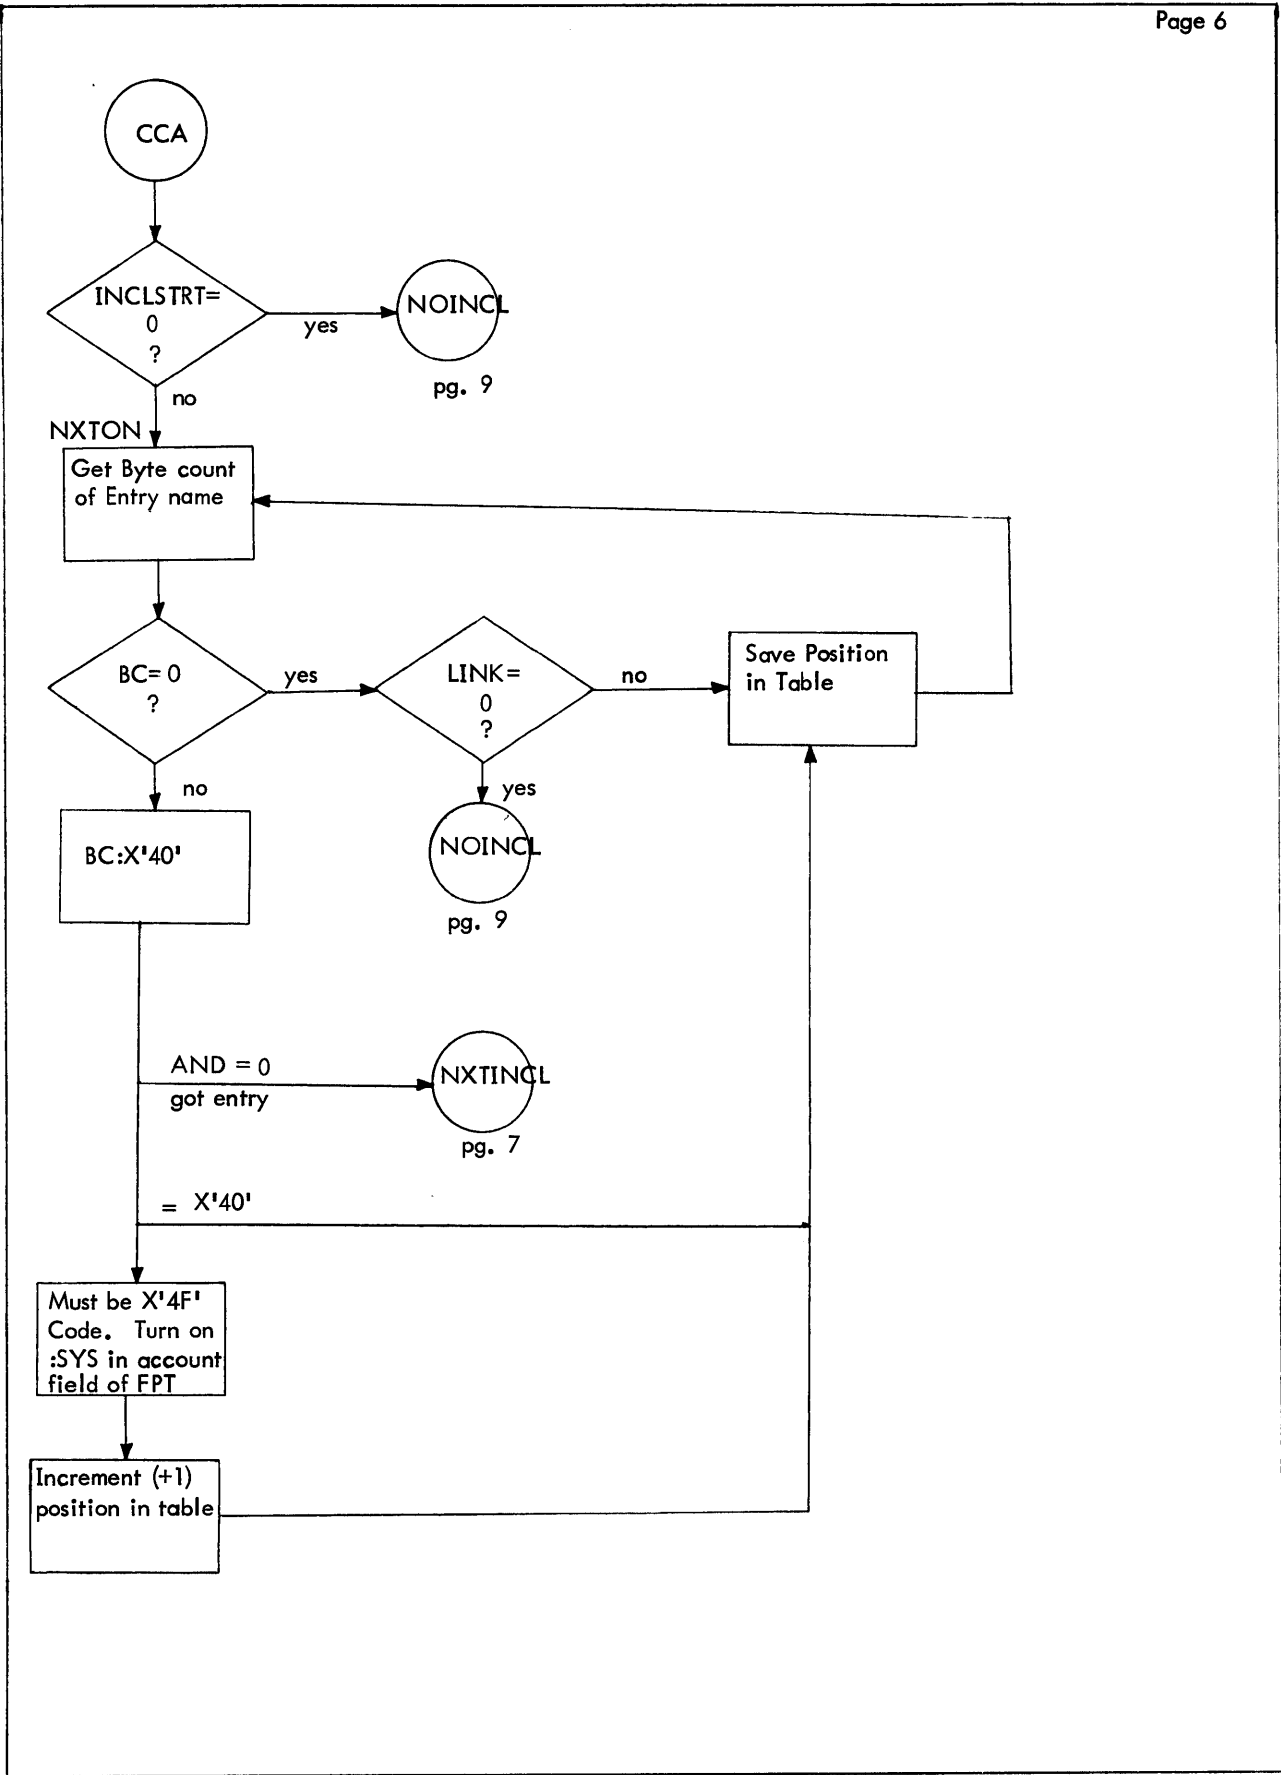 Page 6
CCA
INCLSTRT=
0
?
yes
NOINCL
pg. 9
no
NXTON
Get Byte count
of Entry name
BC= 0
?
yes
LINK=
0
?
no
Save Position
in Table
no
yes
BC:X'40'
NOINCL
pg. 9
AND = 0
got entry
NXTINCL
pg. 7
= X'40'
Must be X'4F'
Code. Turn on
:SYS in account
field of FPT
Increment (+1)
position in table